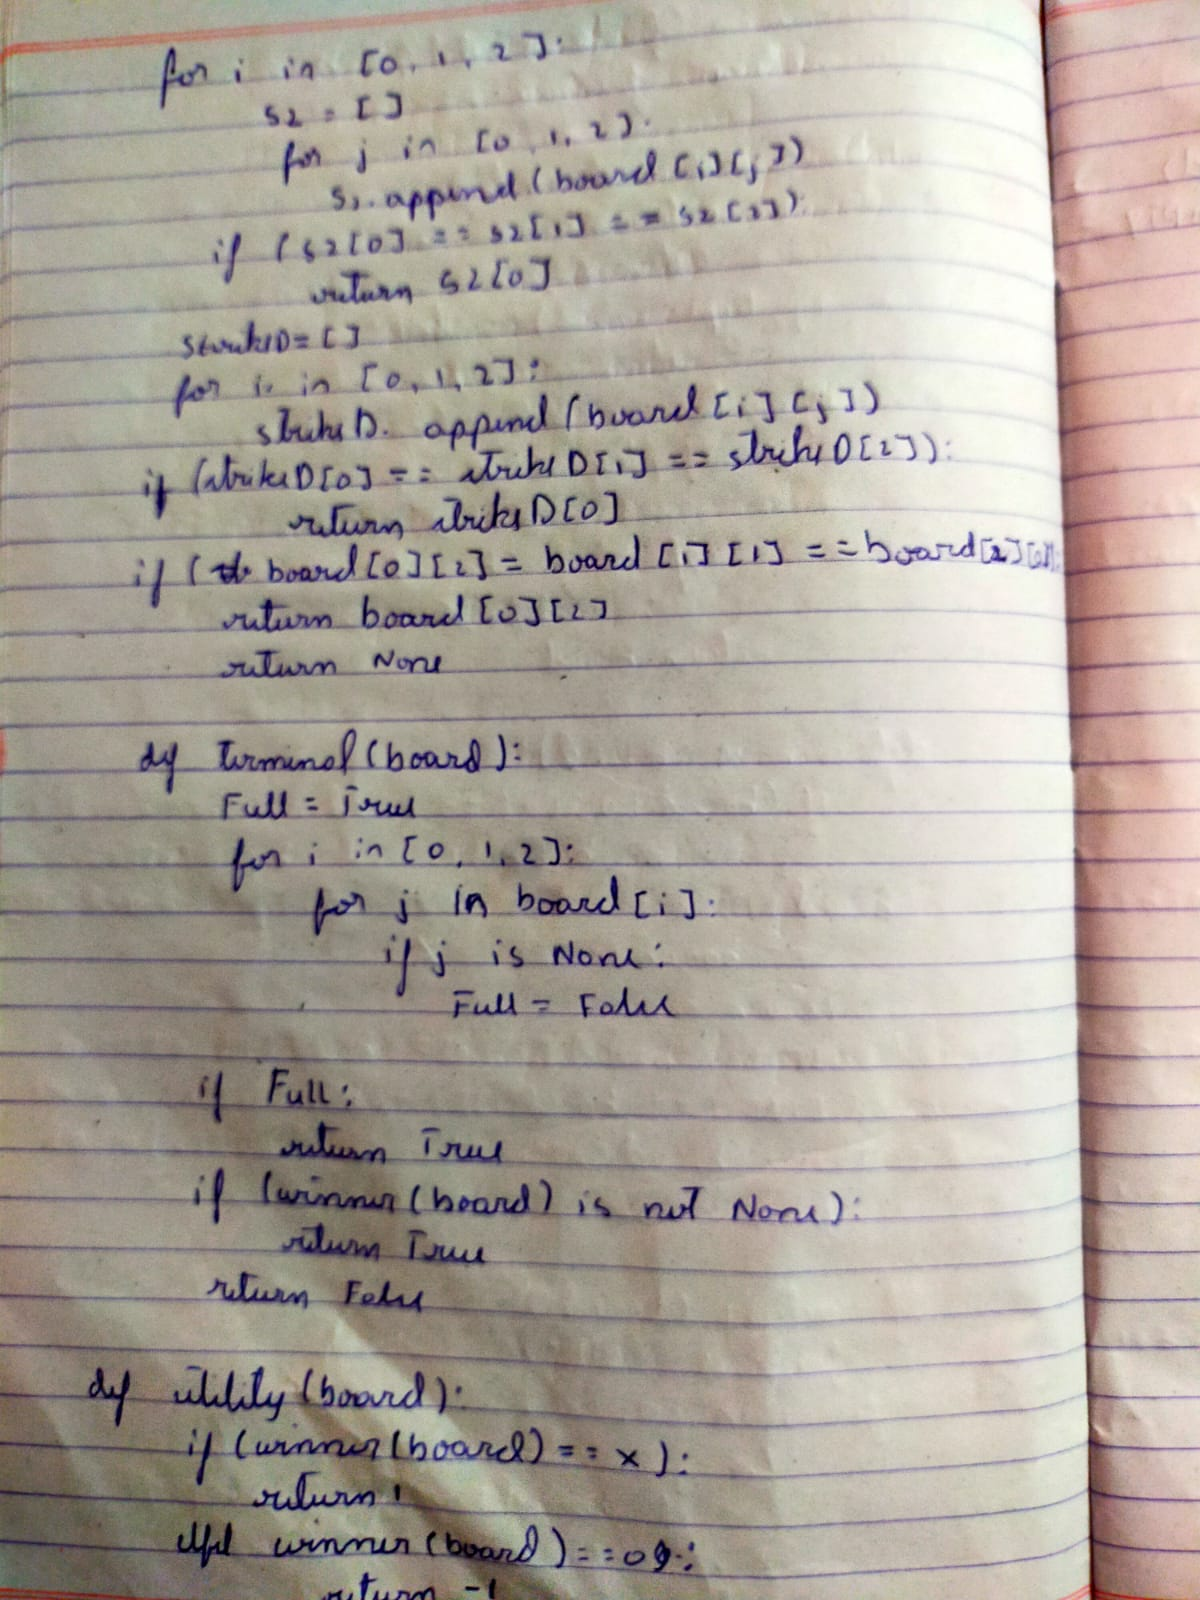 for i in [0, 1, 2]:
s2 = []
for j in [0, 1, 2]:
s2.append(board[i][j])
if (s2[0] == s2[1] == s2[2]):
return s2[0]
strikeD = []
for i in [0, 1, 2]:
strikeD. append(board[i][j])
if (strikeD[0] == strikeD[1] == strikeD[2]):
return strikeD[0]
if ( board[0][2] = board[1][1] == board[2][0]):
return board[0][2]
return None
def terminal(board):
Full = True
for i in [0, 1, 2]:
for j in board[i]:
if j is None:
Full = False
if Full:
return True
if (winner(board) is not None):
return True
return False
def utility(board):
if (winner(board) == x):
return 1
winner(board) == o
return -1